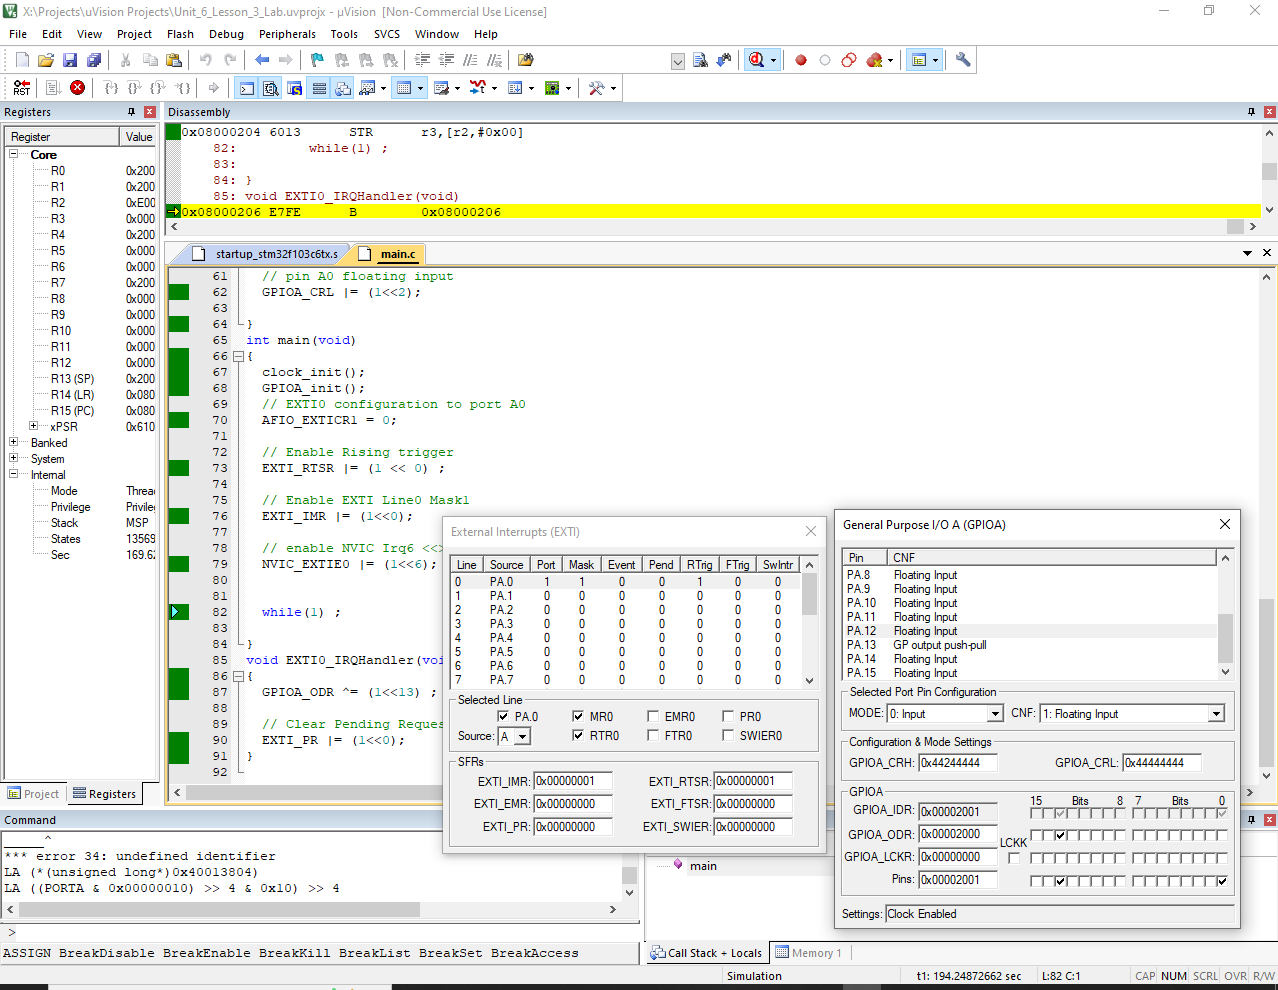 X:\Projects\uVision Projects\Unit_6_Lesson_3_Lab.uvprojx - µVision  [Non-Commercial Use License]
File Edit View Project Flash Debug Peripherals Tools SVCS Window Help
RST
Registers
Register Value
Core
R0 0x200
R1 0x200
R2 0xE00
R3 0x000
R4 0x200
R5 0x000
R6 0x000
R7 0x200
R8 0x000
R9 0x000
R10 0x000
R11 0x000
R12 0x000
R13 (SP) 0x200
R14 (LR) 0x080
R15 (PC) 0x080
xPSR 0x610
Banked
System
Internal
Mode Threa
Privilege Privile
Stack MSP
States 13569
Sec 169.62
Project Registers
Disassembly
0x08000204 6013 STR r3,[r2,#0x00]
82: while(1) ;
83:
84: }
85: void EXTI0_IRQHandler(void)
0x08000206 E7FE B 0x08000206
startup_stm32f103c6tx.s main.c
61 // pin A0 floating input
62 GPIOA_CRL |= (1<<2);
63
64 }
65 int main(void)
66 {
67 clock_init();
68 GPIOA_init();
69 // EXTI0 configuration to port A0
70 AFIO_EXTICR1 = 0;
71
72 // Enable Rising trigger
73 EXTI_RTSR |= (1 << 0) ;
74
75 // Enable EXTI Line0 Mask1
76 EXTI_IMR |= (1<<0);
77
78 // enable NVIC Irq6 <<>
79 NVIC_EXTIE0 |= (1<<6);
80
81
82 while(1) ;
83
84 }
85 void EXTI0_IRQHandler(voi
86 {
87 GPIOA_ODR ^= (1<<13) ;
88
89 // Clear Pending Reques
90 EXTI_PR |= (1<<0);
91 }
92
External Interrupts (EXTI)
Line Source Port Mask Event Pend RTrig FTrig SwIntr
0 PA.0 1 1 0 0 1 0 0
1 PA.1 0 0 0 0 0 0 0
2 PA.2 0 0 0 0 0 0 0
3 PA.3 0 0 0 0 0 0 0
4 PA.4 0 0 0 0 0 0 0
5 PA.5 0 0 0 0 0 0 0
6 PA.6 0 0 0 0 0 0 0
7 PA.7 0 0 0 0 0 0 0
Selected Line
PA.0 MR0 EMR0 PR0
Source: A RTR0 FTR0 SWIER0
SFRs
EXTI_IMR: 0x00000001 EXTI_RTSR: 0x00000001
EXTI_EMR: 0x00000000 EXTI_FTSR: 0x00000000
EXTI_PR: 0x00000000 EXTI_SWIER: 0x00000000
General Purpose I/O A (GPIOA)
Pin CNF
PA.8 Floating Input
PA.9 Floating Input
PA.10 Floating Input
PA.11 Floating Input
PA.12 Floating Input
PA.13 GP output push-pull
PA.14 Floating Input
PA.15 Floating Input
Selected Port Pin Configuration
MODE: 0: Input CNF: 1: Floating Input
Configuration & Mode Settings
GPIOA_CRH: 0x44244444 GPIOA_CRL: 0x44444444
GPIOA
15 Bits 8 7 Bits 0
GPIOA_IDR: 0x00002001
GPIOA_ODR: 0x00002000
LCKK
GPIOA_LCKR: 0x00000000
Pins: 0x00002001
Settings: Clock Enabled
Command
^
*** error 34: undefined identifier
LA (*(unsigned long*)0x40013804)
LA ((PORTA & 0x00000010) >> 4 & 0x10) >> 4
>
ASSIGN BreakDisable BreakEnable BreakKill BreakList BreakSet BreakAccess
main
Call Stack + Locals Memory 1
Simulation t1: 194.24872662 sec L:82 C:1 CAP NUM SCRL OVR R/W